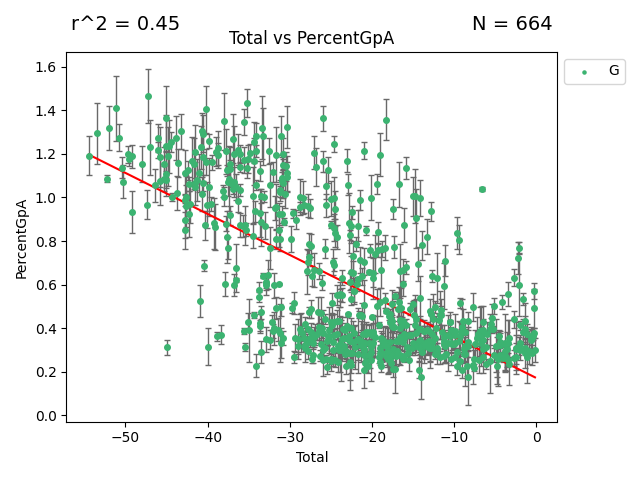 r^2 = 0.45
N = 664
Total vs PercentGpA
G
PercentGpA
1.6
1.4
1.2
1.0
0.8
0.6
0.4
0.2
0.0
−50
−40
−30
−20
−10
0
Total